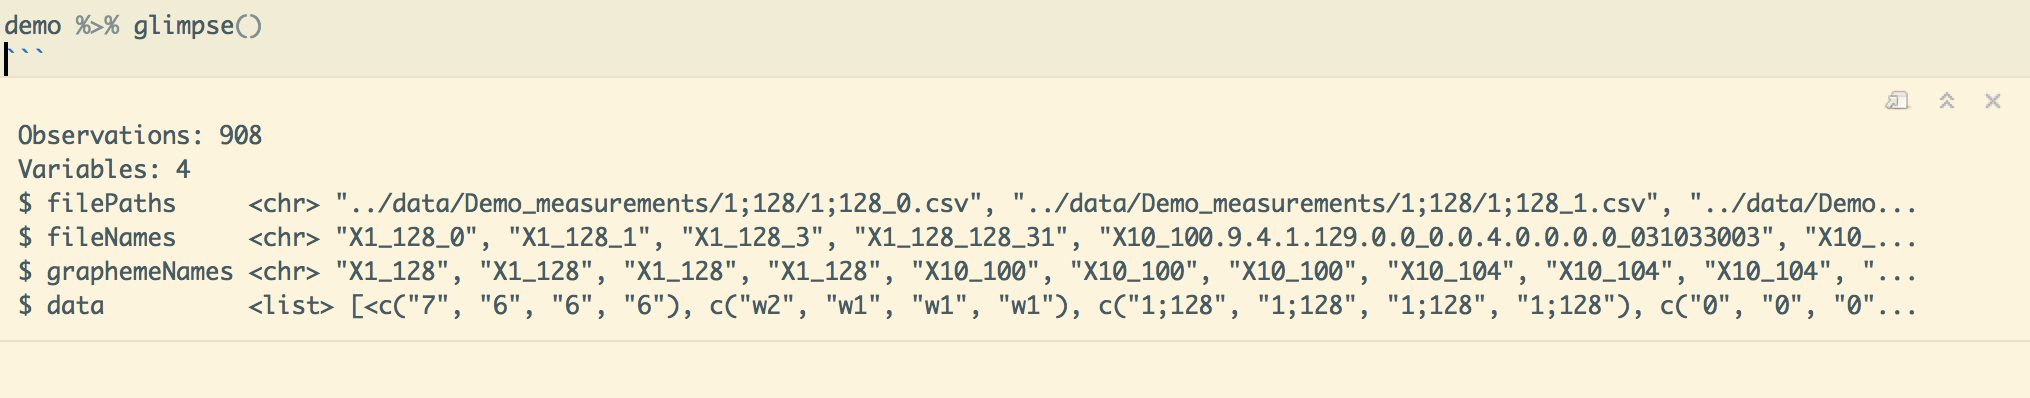 demo %>% glimpse()
```
Observations: 908
Variables: 4
$ filePaths     <chr> "../data/Demo_measurements/1;128/1;128_0.csv", "../data/Demo_measurements/1;128/1;128_1.csv", "../data/Demo...
$ fileNames     <chr> "X1_128_0", "X1_128_1", "X1_128_3", "X1_128_128_31", "X10_100.9.4.1.129.0.0_0.0.4.0.0.0.0_031033003", "X10_...
$ graphemeNames <chr> "X1_128", "X1_128", "X1_128", "X1_128", "X10_100", "X10_100", "X10_100", "X10_104", "X10_104", "X10_104", "...
$ data          <list> [<c("7", "6", "6", "6"), c("w2", "w1", "w1", "w1"), c("1;128", "1;128", "1;128", "1;128"), c("0", "0", "0"...